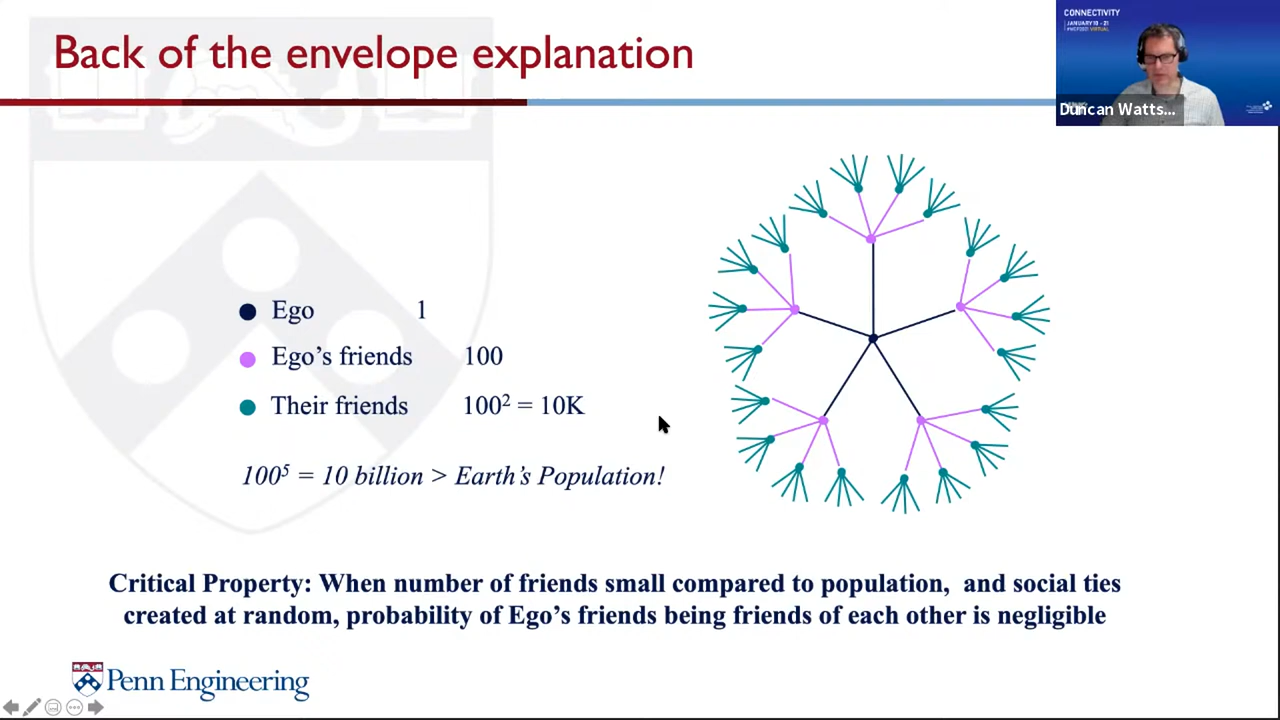 Back of the envelope explanation
CONNECTIVITY
JANUARY 19 - 21
VIRTUAL
Duncan Watts...
Ego 1
Ego's friends 100
Their friends 100² = 10K
100⁵ = 10 billion > Earth's Population!
Critical Property: When number of friends small compared to population, and social ties
created at random, probability of Ego's friends being friends of each other is negligible
Penn Engineering